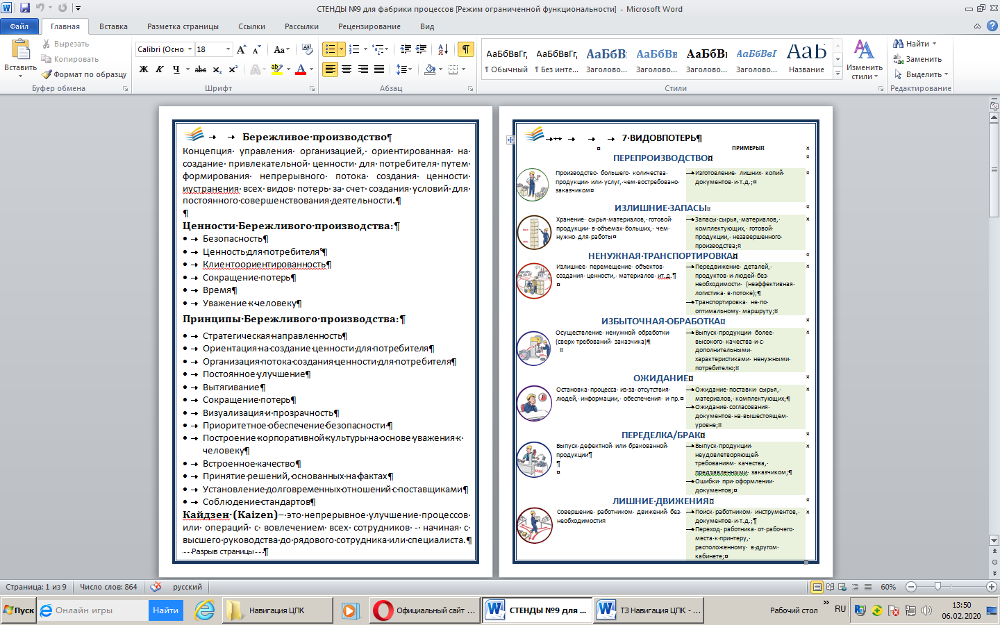 СТЕНДЫ №9 для фабрики процессов [Режим ограниченной функциональности] - Microsoft Word
Файл Главная Вставка Разметка страницы Ссылки Рассылки Рецензирование Вид
Вставить
Вырезать
Копировать
Формат по образцу
Буфер обмена
Calibri (Осно 18
Ж К Ч abc x₂ x²
Шрифт
Абзац
АаБбВвГг, АаБбВвГг, АаБбВ АаБбВв АаБбВ АаБбВвІ АаБ
¶ Обычный ¶ Без инте... Заголово... Заголово... Заголово... Заголово... Название
Стили
Изменить стили
Найти
Заменить
Выделить
Редактирование
Бережливое производство¶
Концепция управления организацией, ориентированная на
создание привлекательной ценности для потребителя путем
формирования непрерывного потока создания ценности
иустранения всех видов потерь за счет создания условий для
постоянного совершенствования деятельности.¶
¶
Ценности Бережливого производства:¶
• Безопасность¶
• Ценность для потребителя¶
• Клиентоориентированность¶
• Сокращение потерь¶
• Время¶
• Уважение к человеку¶
Принципы Бережливого производства:¶
• Стратегическая направленность¶
• Ориентация на создание ценности для потребителя¶
• Организация потока создания ценности для потребителя¶
• Постоянное улучшение¶
• Вытягивание¶
• Сокращение потерь¶
• Визуализация и прозрачность¶
• Приоритетное обеспечение безопасности ¶
• Построение корпоративной культуры на основе уважения к
человеку¶
• Встроенное качество¶
• Принятие решений, основанных на фактах¶
• Установление долговременных отношений с поставщиками¶
• Соблюдение стандартов¶
Кайдзен (Kaizen) – это непрерывное улучшение процессов
или операций с вовлечением всех сотрудников -- начиная с
высшего руководства до рядового сотрудника или специалиста.¶
Разрыв страницы¶
7 ВИДОВПОТЕРЬ¶
ПРИМЕРЫ
ПЕРЕПРОИЗВОДСТВО
Производство большего количества
продукции или услуг, чем востребовано
заказчиком
Изготовление лишних копий
документов и т.д.;
ИЗЛИШНИЕ ЗАПАСЫ
Хранение сырья материалов, готовой
продукции в объемах больших, чем
нужно для работы
Запасы сырья, материалов,
комплектующих, готовой
продукции, незавершенного
производства;
НЕНУЖНАЯ ТРАНСПОРТИРОВКА
Излишнее перемещение объектов
создания ценности, материалов ит.д.¶
Передвижение деталей,
продуктов и людей без
необходимости (неэффективная
логистика в потоке);¶
Транспортировка не по
оптимальному маршруту;
ИЗБЫТОЧНАЯ ОБРАБОТКА
Осуществление ненужной обработки
(сверх требований заказчика)¶
Выпуск продукции более
высокого качества и с
дополнительными
характеристиками ненужными
потребителю;
ОЖИДАНИЕ
Остановка процесса из-за отсутствия
людей, информации, обеспечения и пр.
Ожидание поставки сырья,
материалов, комплектующих;¶
Ожидание согласования
документов на вышестоящем
уровне;
ПЕРЕДЕЛКА/БРАК
Выпуск дефектной или бракованной
продукции¶
¶
Выпуск продукции
неудовлетворяющей
требованиям качества,
предъявленными заказчиком;¶
Ошибки при оформлении
документов;
ЛИШНИЕ ДВИЖЕНИЯ
Совершение работником движений без
необходимости
Поиск работником инструментов,
документов и т.д.;¶
Переход работника от рабочего
места к принтеру,
расположенному в другом
кабинете;
Страница: 1 из 9 Число слов: 864 русский 60%
Пуск Онлайн игры Найти Навигация ЦПК Официальный сайт ... СТЕНДЫ №9 для ... ТЗ Навигация ЦПК - ... Рабочий стол » RU 13:50
06.02.2020